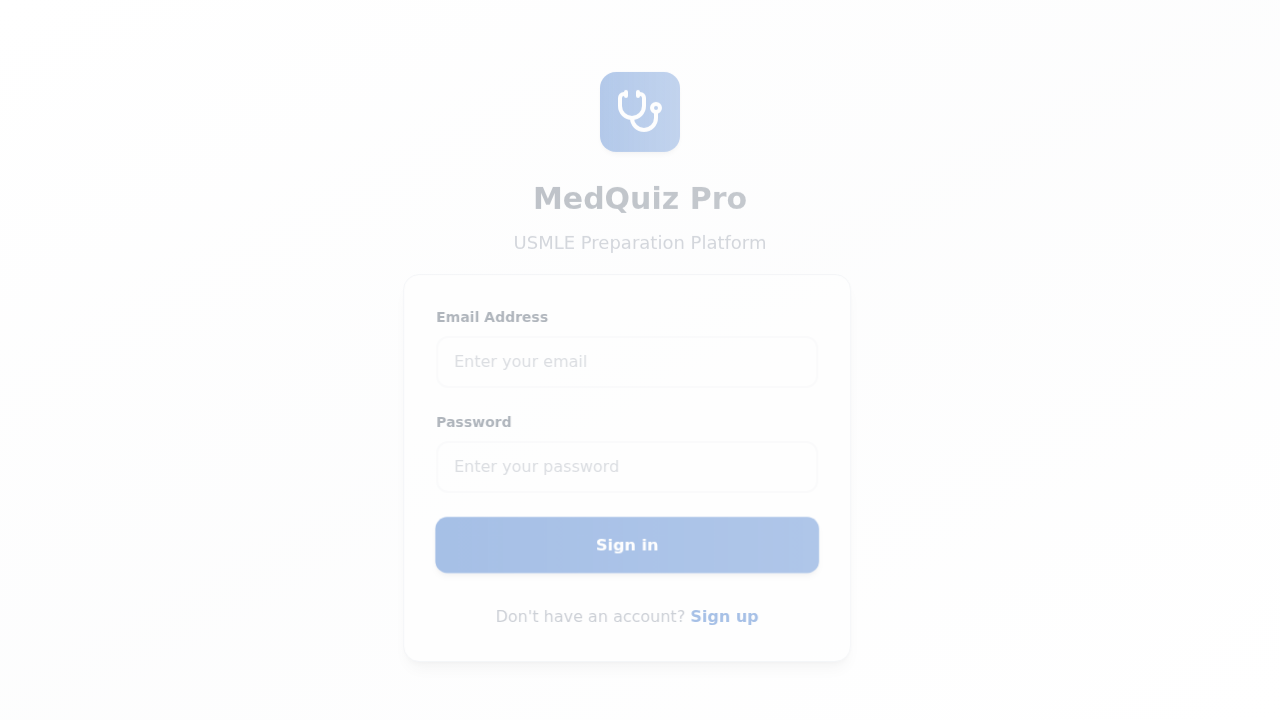 MedQuiz Pro
USMLE Preparation Platform
Email Address
Enter your email
Password
Enter your password
Sign in
Don't have an account? Sign up